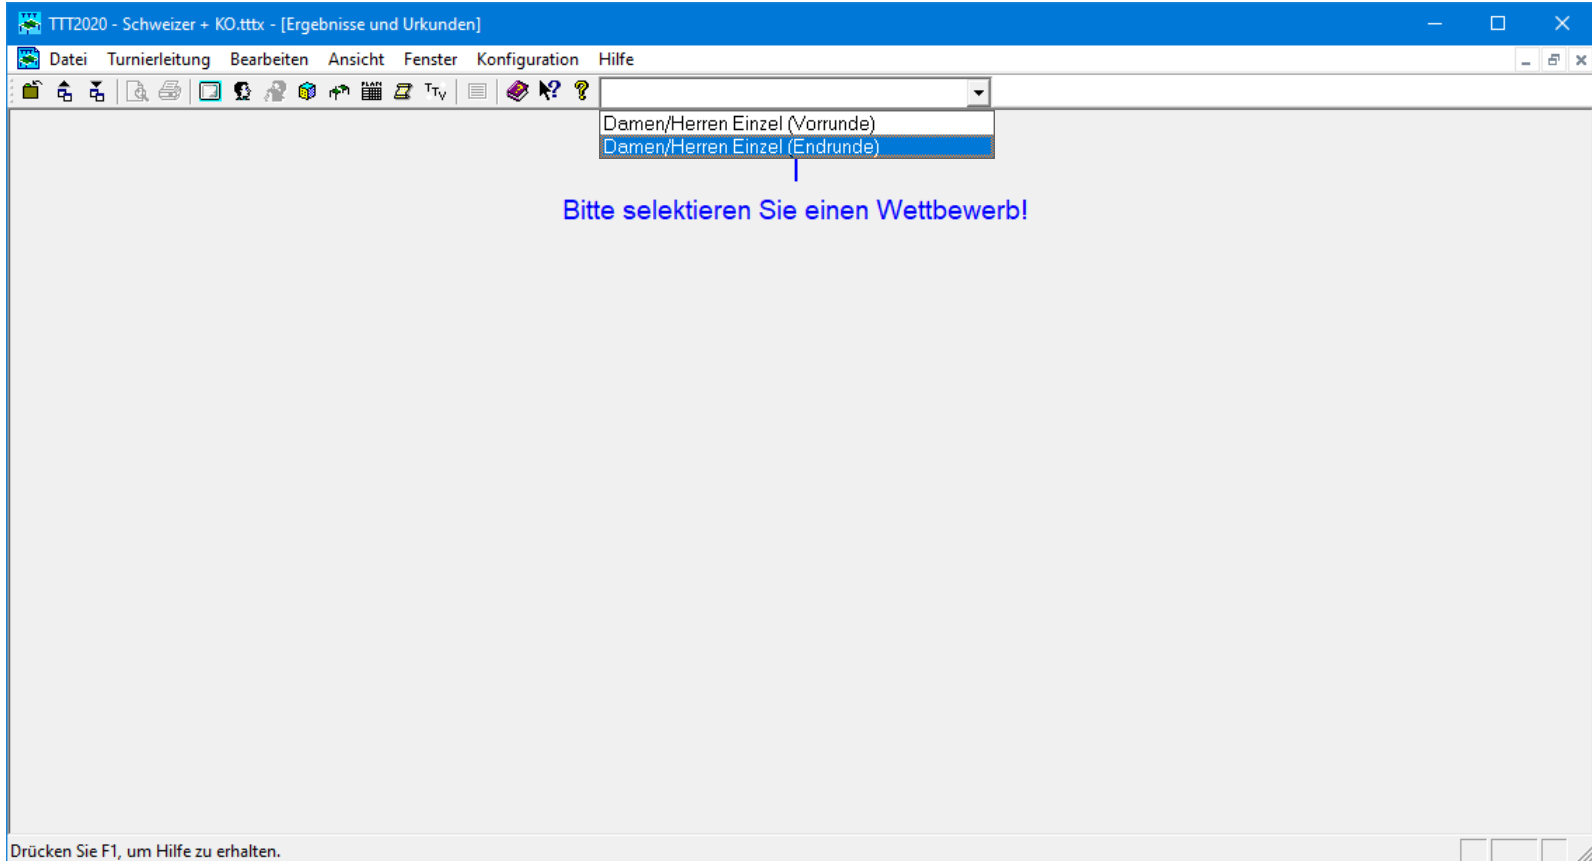 TTT2020 - Schweizer + KO.tttx - [Ergebnisse und Urkunden]
Datei Turnierleitung Bearbeiten Ansicht Fenster Konfiguration Hilfe
Damen/Herren Einzel (Vorrunde)
Damen/Herren Einzel (Endrunde)
Bitte selektieren Sie einen Wettbewerb!
Drücken Sie F1, um Hilfe zu erhalten.